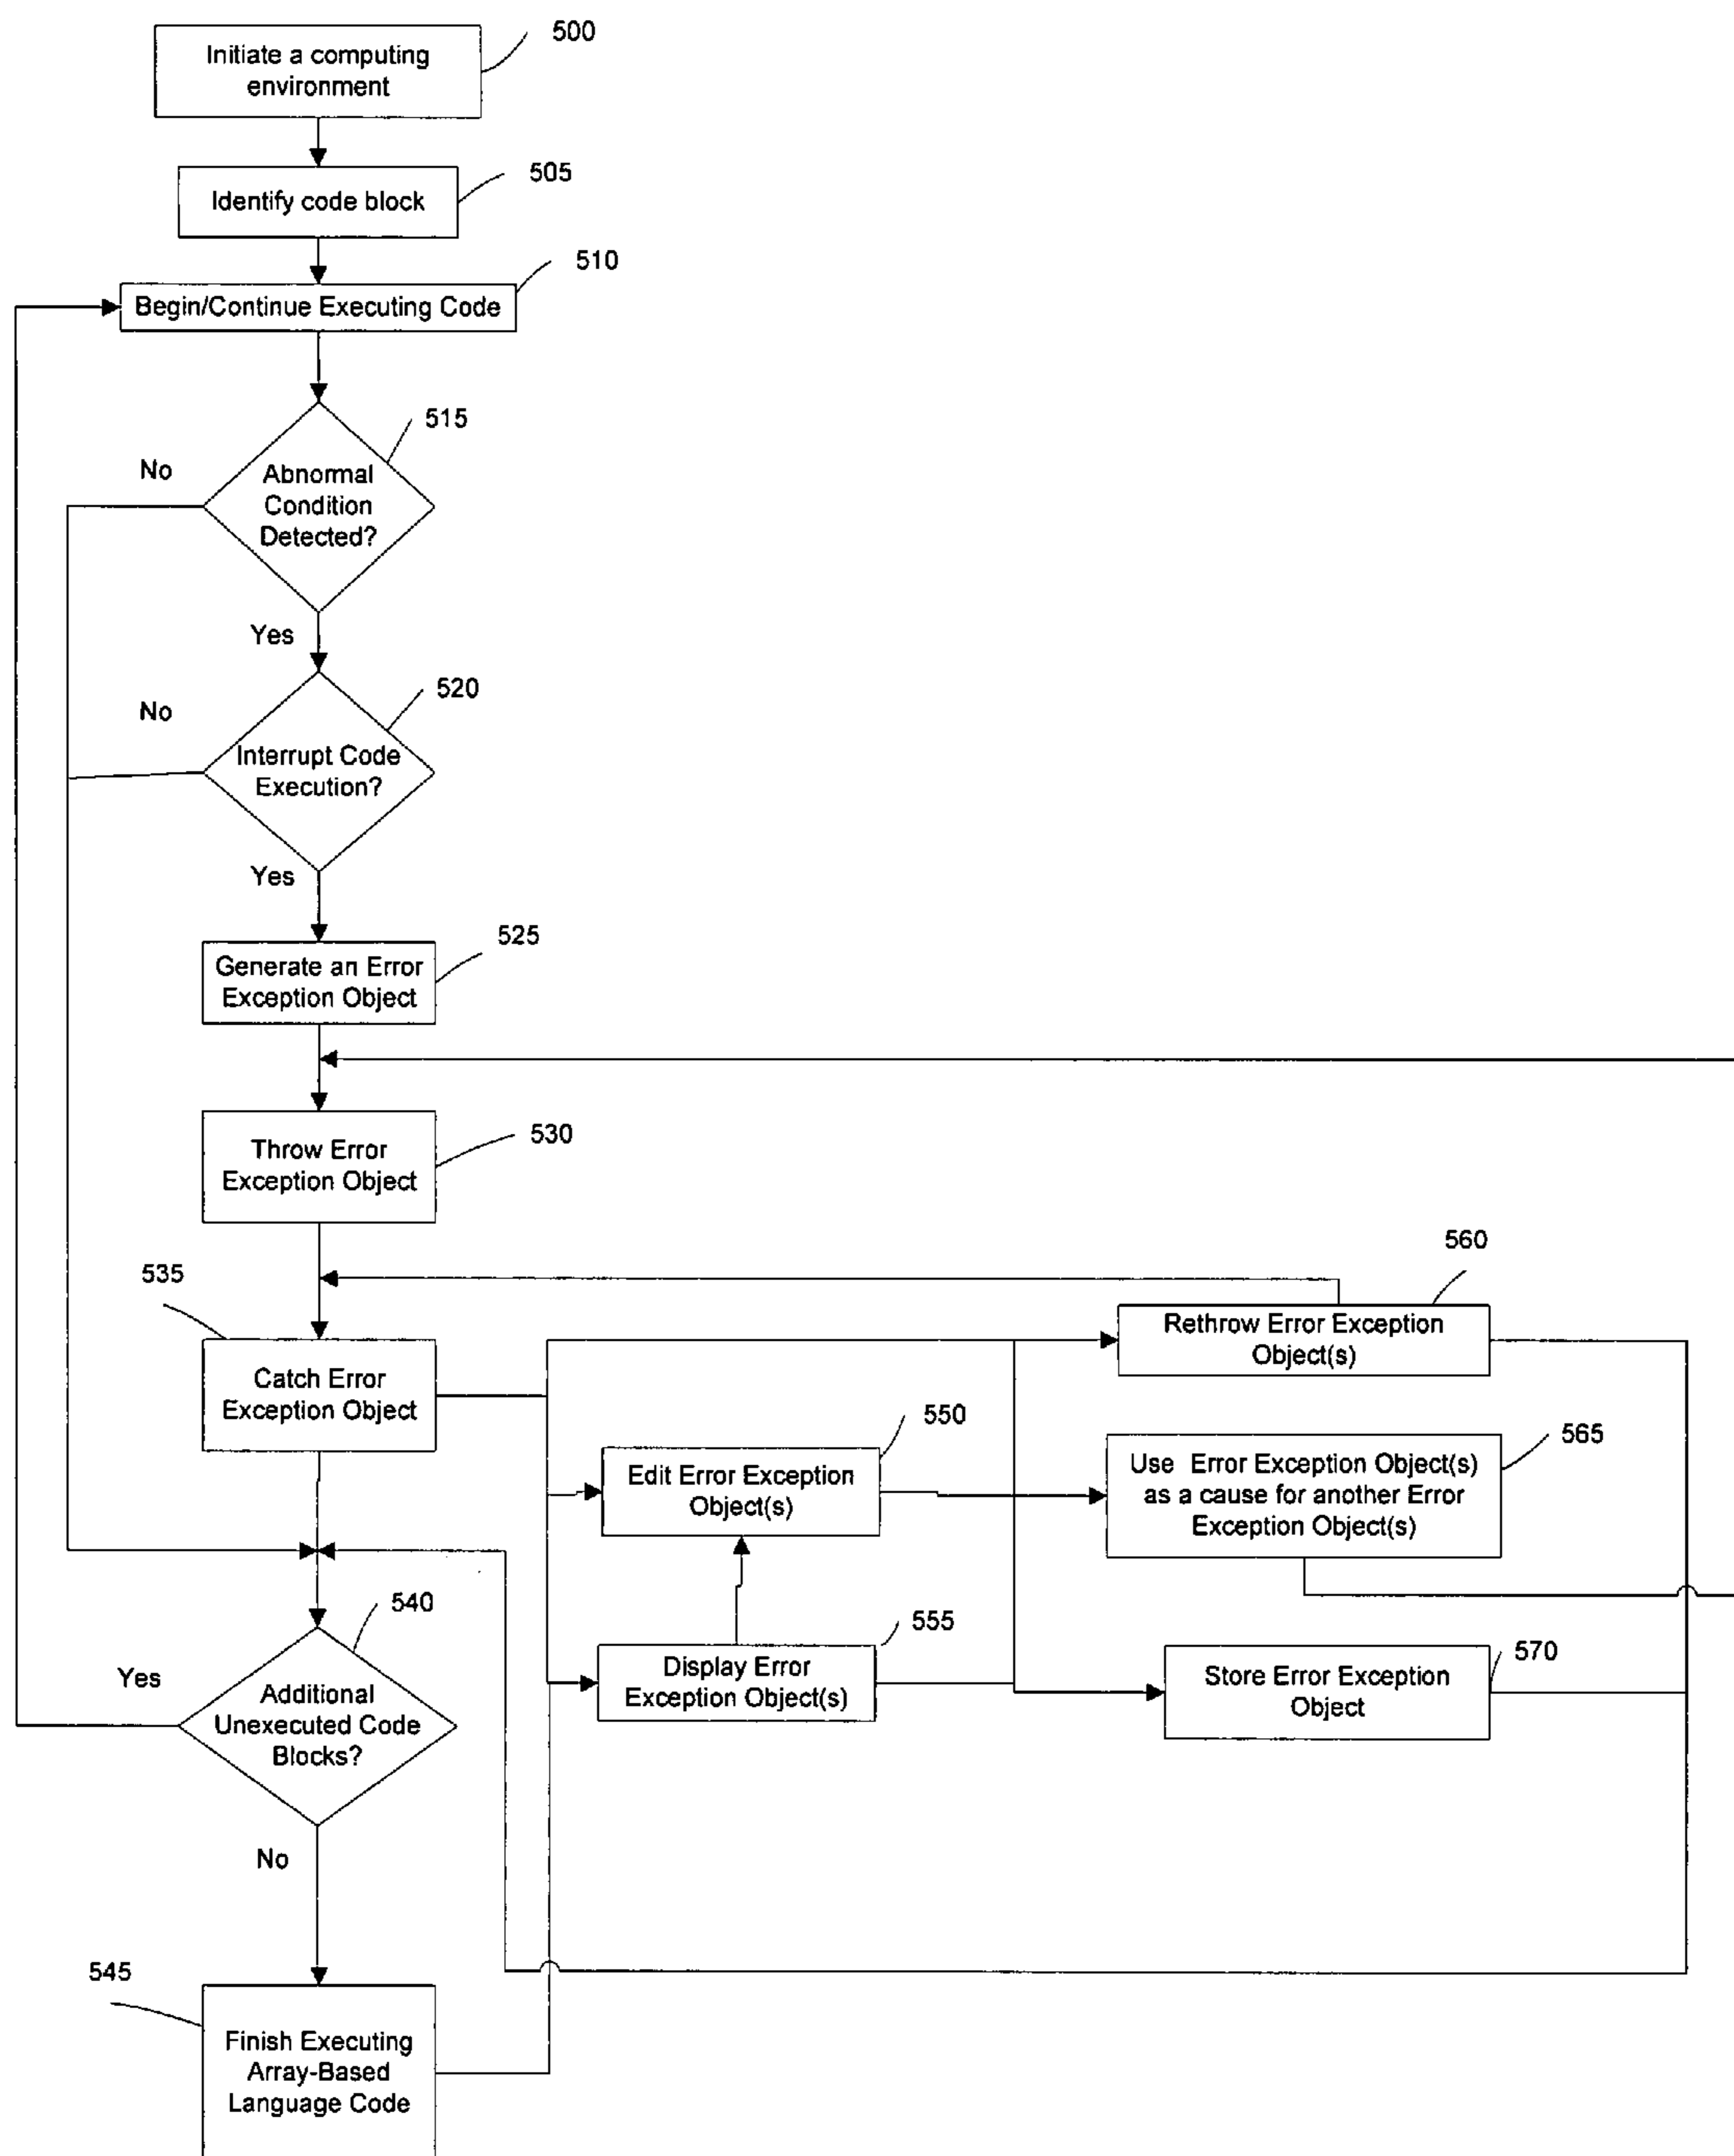 500
Initiate a computing
environment
505
Identify code block
510
Begin/Continue Executing Code
515
No
Abnormal
Condition
Detected?
Yes
520
No
Interrupt Code
Execution?
Yes
525
Generate an Error
Exception Object
530
Throw Error
Exception Object
535
Catch Error
Exception Object
560
Rethrow Error Exception
Object(s)
550
Edit Error Exception
Object(s)
565
Use Error Exception Object(s)
as a cause for another Error
Exception Object(s)
555
Display Error
Exception Object(s)
570
Store Error Exception
Object
540
Yes
Additional
Unexecuted Code
Blocks?
No
545
Finish Executing
Array-Based
Language Code